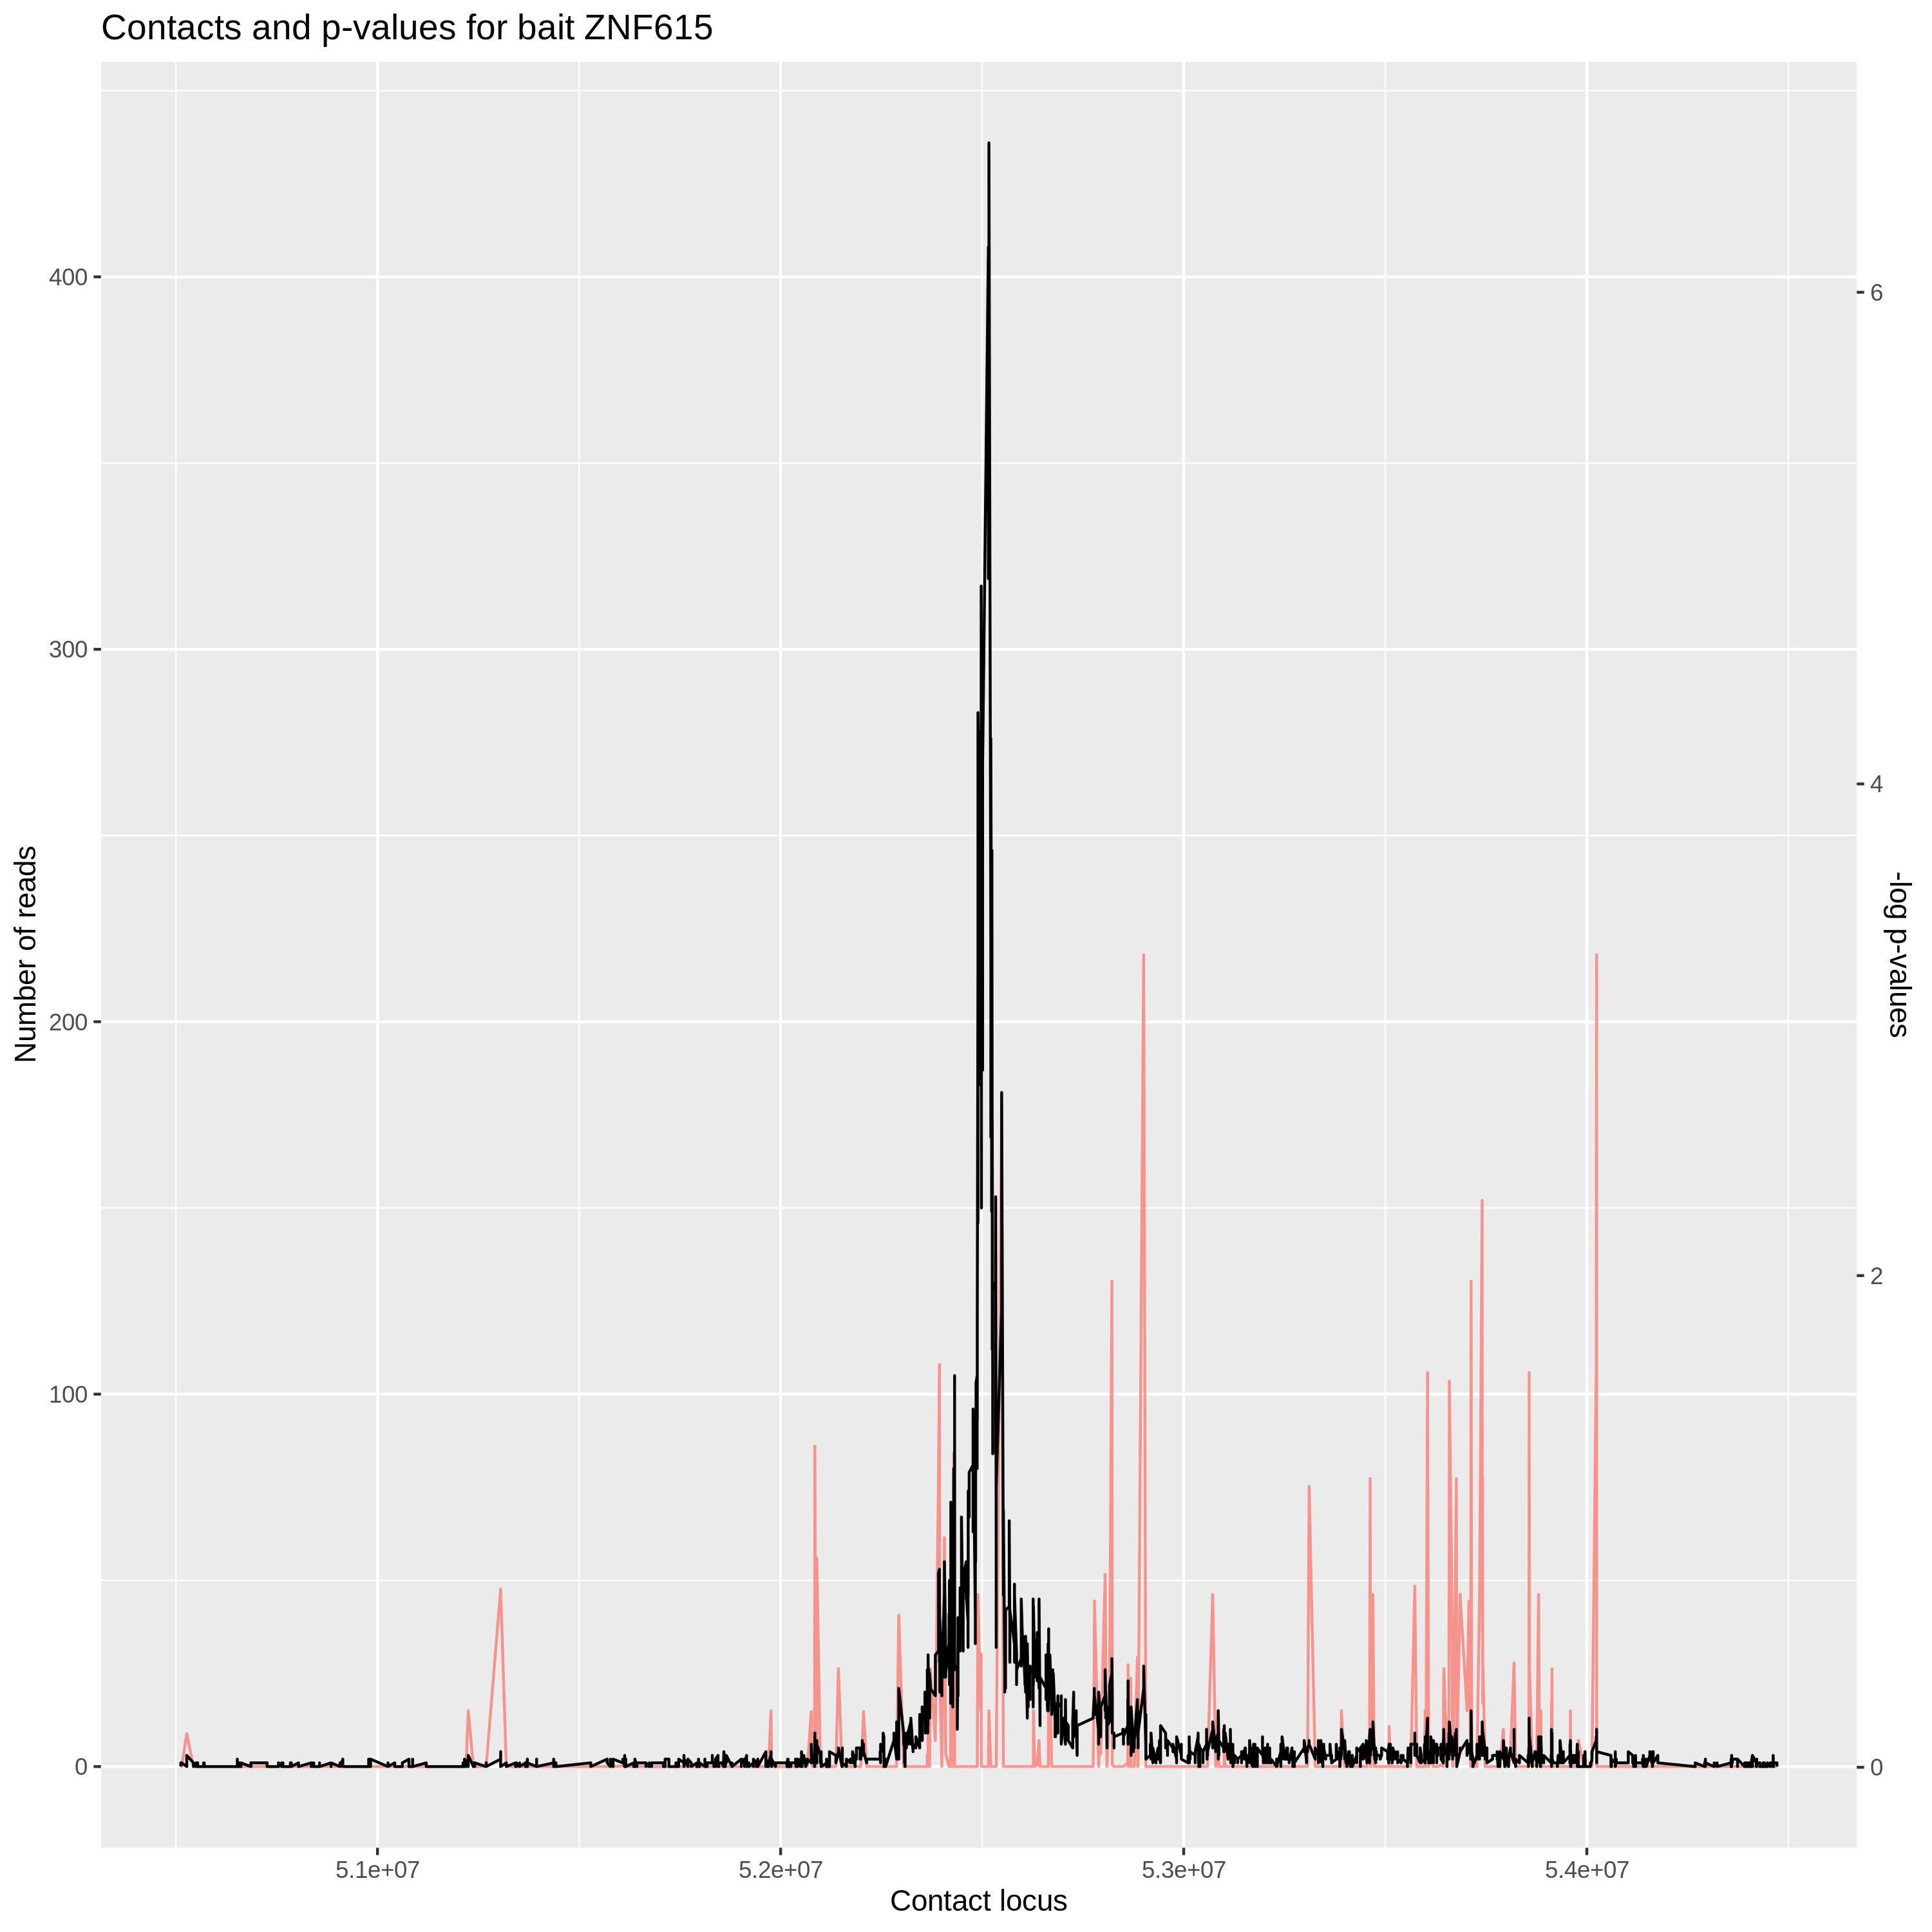 Contacts and p-values for bait ZNF615
400
300
200
100
0
6
4
2
0
Number of reads
-log p-values
5.1e+07
5.2e+07
5.3e+07
5.4e+07
Contact locus